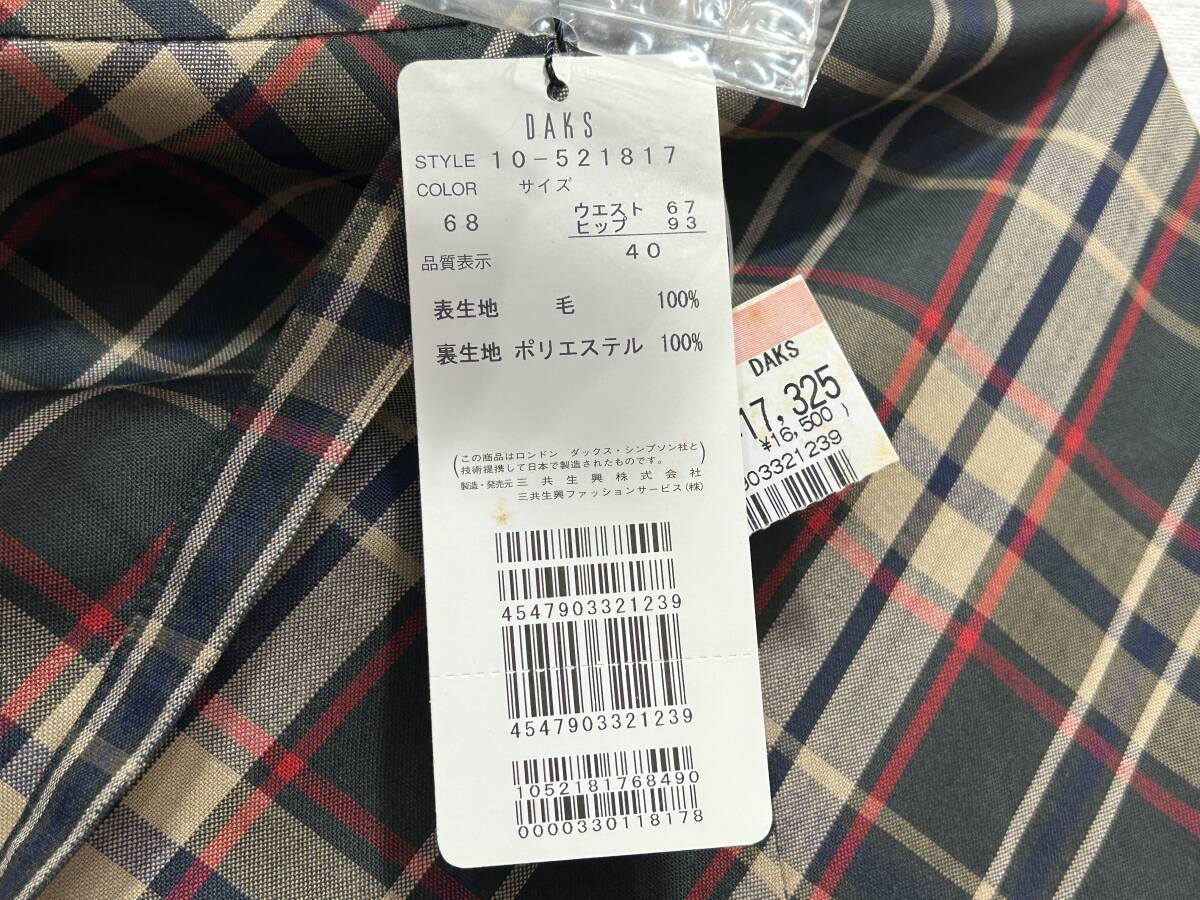 DAKS
STYLE 10-521817
COLOR サイズ
68 ウエスト 67
ヒップ 93
40
品質表示
表生地 毛 100%
裏生地 ポリエステル 100%
(この商品はロンドン ダックス・シンプソン社と
技術提携して日本で製造されたものです。)
製造・発売元 三共生興株式会社
三共生興ファッションサービス(株)
4547903321239
4547903321239
1052181768490
0000330118178
DAKS
17,325
¥16,500)
803321239